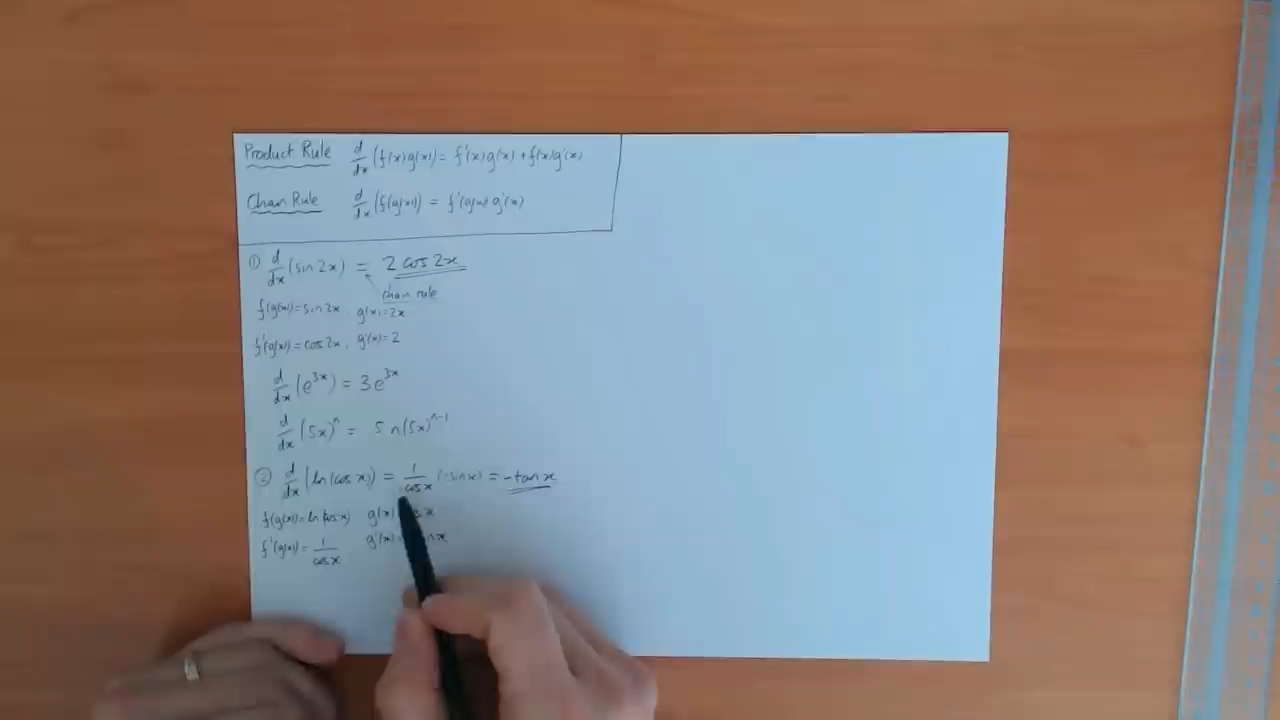 Product Rule d/dx (f(x)g(x)) = f'(x)g(x) + f(x)g'(x)
Chan Rule d/dx (f(g(x))) = f'(g(x)) g'(x)
① d/dx (sin 2x) = 2 cos 2x
chain rule
f(g(x)) = sin 2x g(x) = 2x
f'(g(x)) = cos 2x, g'(x) = 2
d/dx (e^{3x}) = 3e^{3x}
d/dx (5x)^n = 5 n(5x)^{n-1}
② d/dx (ln(cos x)) = 1/cos x (-sin x) = -tan x
f(g(x)) = ln(cos x) g(x)
f'(g(x)) = 1/cos x g'(x)